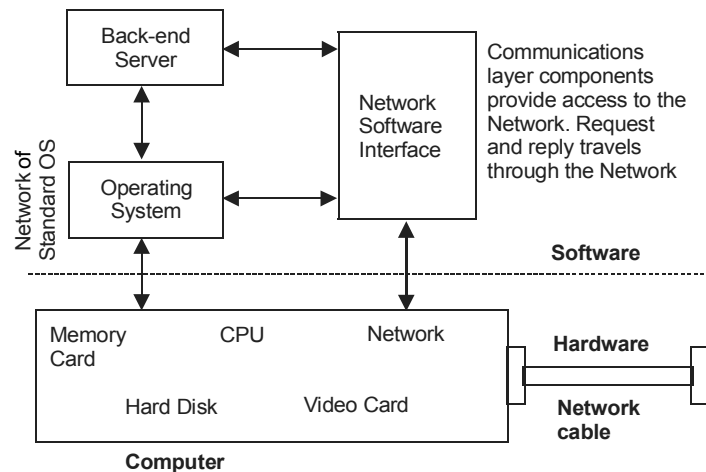 Back-end
Server
Network
Software
Interface
Communications
layer components
provide access to the
Network. Request
and reply travels
through the Network
Network of
Standard OS
Operating
System
Software
Memory
Card
CPU
Network
Hard Disk
Video Card
Hardware
Network
cable
Computer